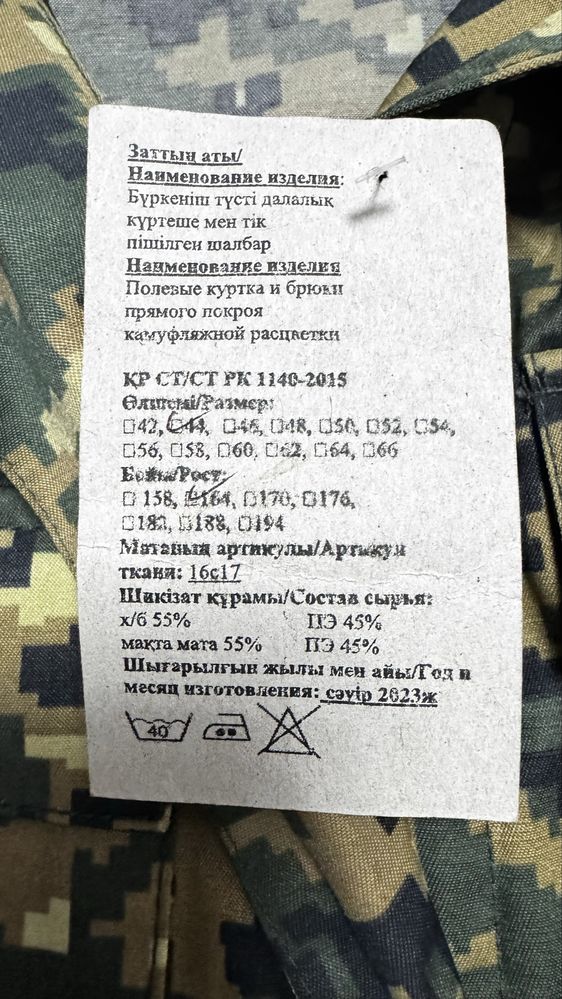 Заттың аты/
Наименование изделия:
Бүркеніш түсті далалық
күртеше мен тік
пішілген шалбар
Наименование изделия
Полевые куртка и брюки
прямого покроя
камуфляжной расцветки
ҚР СТ/СТ РК 1140-2015
Өлшемі/Размер:
□42, □44, □46, □48, □50, □52, □54,
□56, □58, □60, □62, □64, □66
Бойы/Рост:
□ 158, □164, □170, □176,
□182, □188, □194
Матаның артикулы/Артикул
ткани: 16с17
Шикізат құрамы/Состав сырья:
х/б 55% ПЭ 45%
мақта мата 55% ПЭ 45%
Шығарылғын жылы мен айы/Год и
месяц изготовления: сәуір 2023ж
40